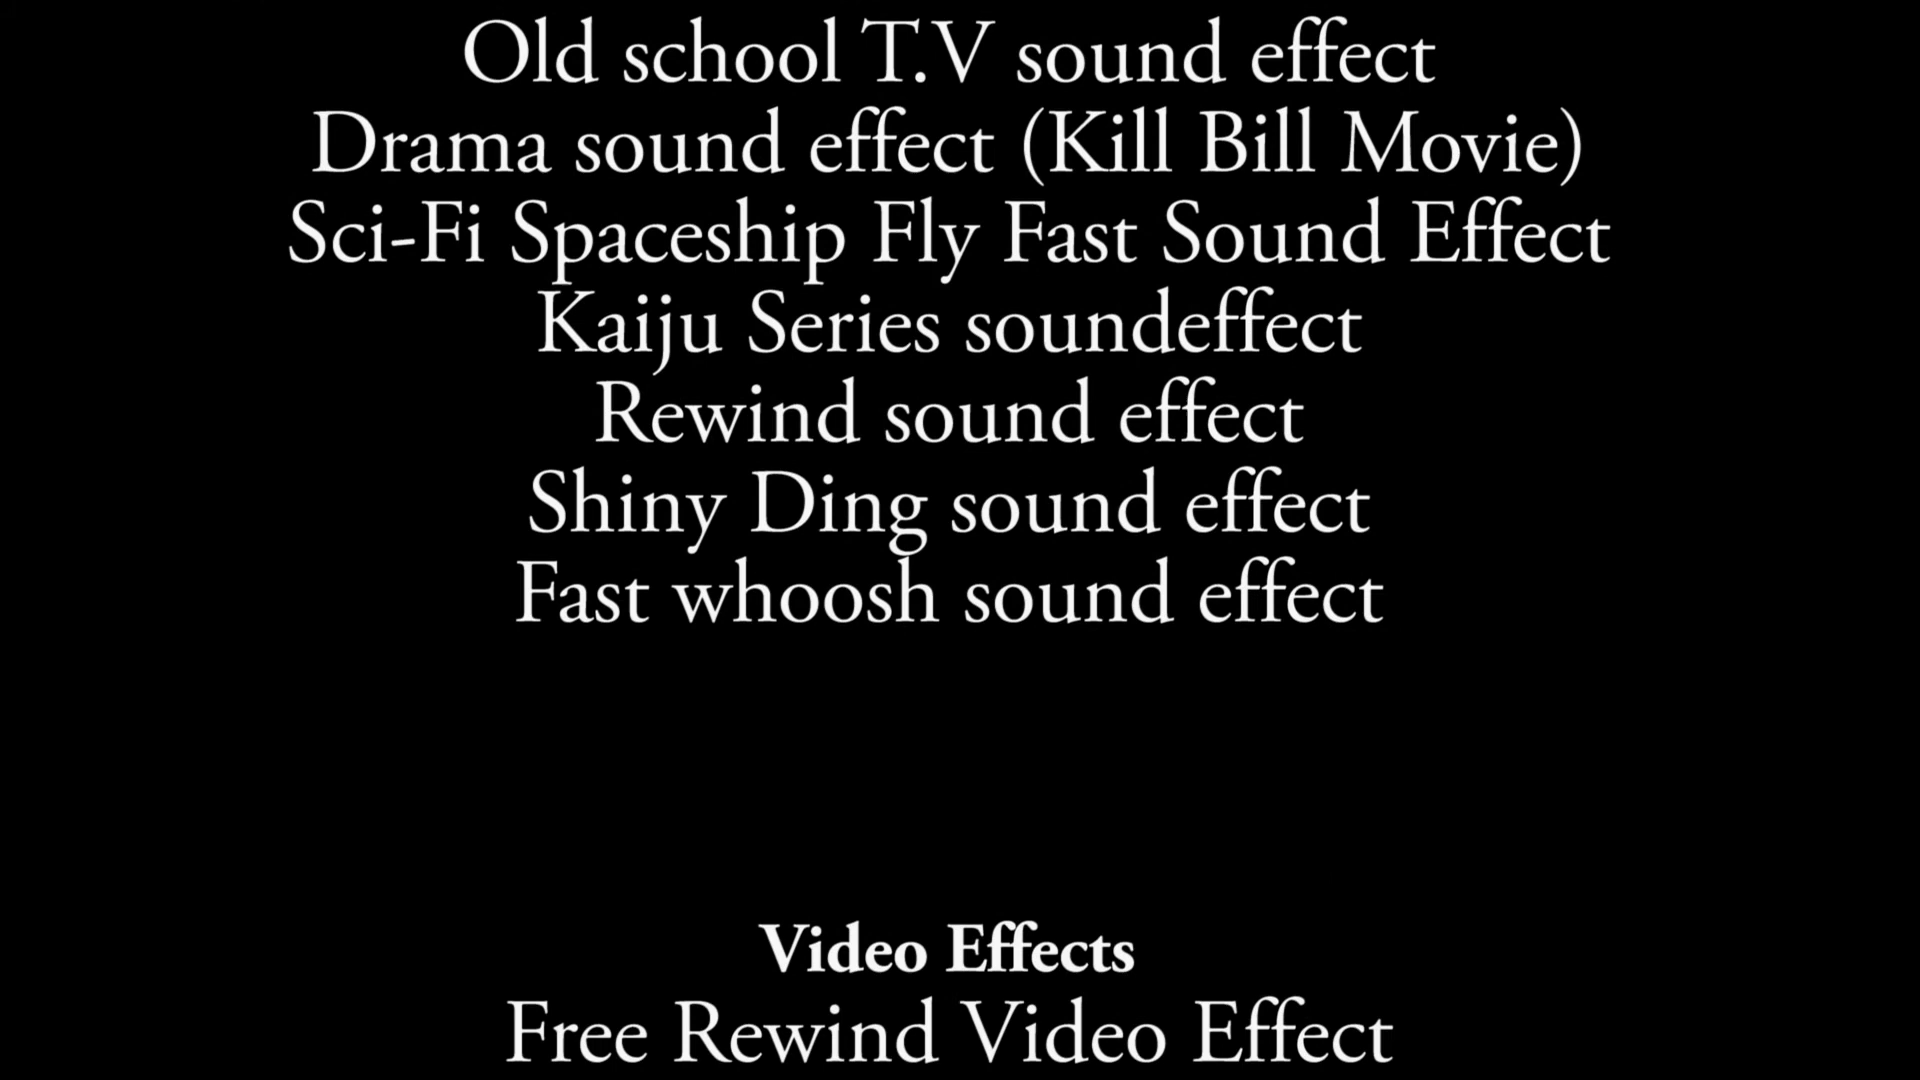 Old school T.V sound effect
Drama sound effect (Kill Bill Movie)
Sci-Fi Spaceship Fly Fast Sound Effect
Kaiju Series soundeffect
Rewind sound effect
Shiny Ding sound effect
Fast whoosh sound effect
Video Effects
Free Rewind Video Effect